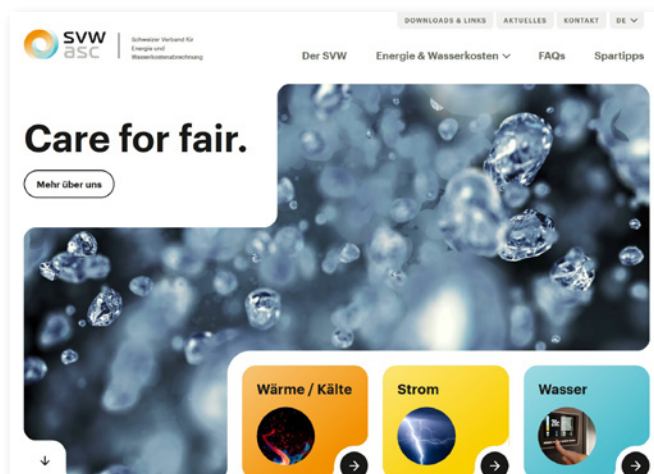 DOWNLOADS & LINKS AKTUELLES KONTAKT DE
SVW
asc
Schweizer Verband für
Energie und
Wasserkostenabrechnung
Der SVW Energie & Wasserkosten FAQs Spartipps
Care for fair.
Mehr über uns
Wärme / Kälte Strom Wasser